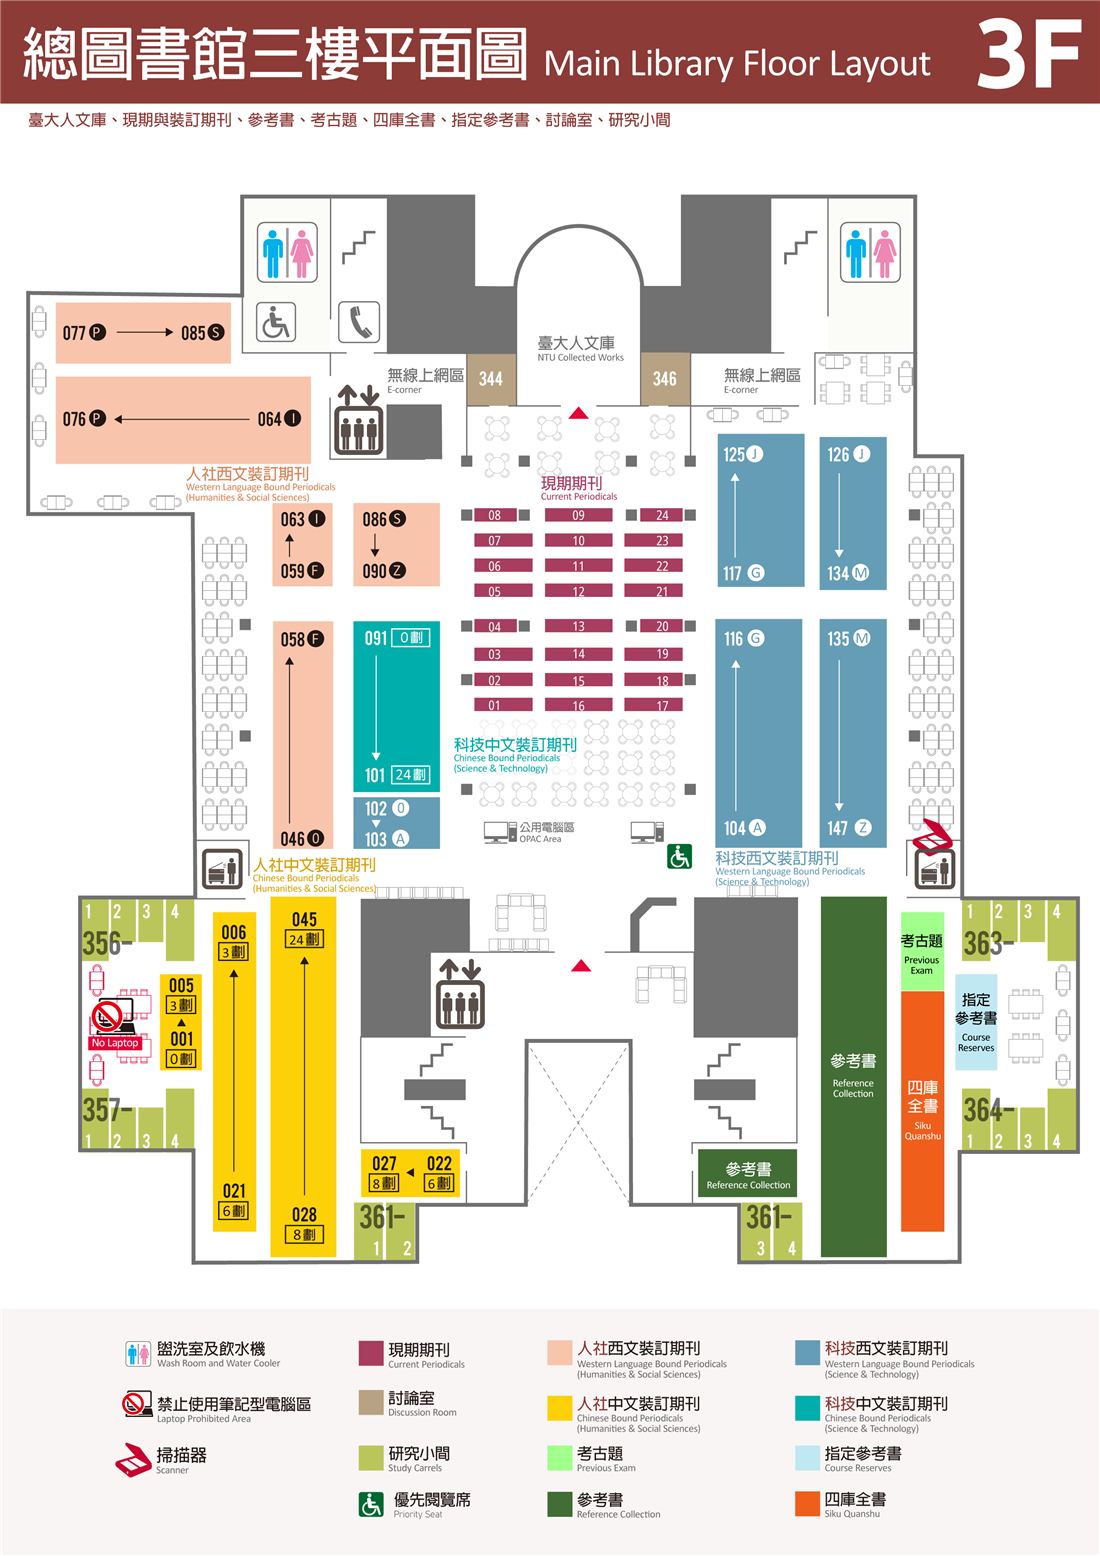 總圖書館三樓平面圖 Main Library Floor Layout 3F
臺大人文庫、現期與裝訂期刊、參考書、考古題、四庫全書、指定參考書、討論室、研究小間
077 P 085 S
076 P 064 I
人社西文裝訂期刊
Western Language Bound Periodicals
(Humanities & Social Sciences)
無線上網區
E-corner
344
臺大人文庫
NTU Collected Works
346
無線上網區
E-corner
現期期刊
Current Periodicals
063 I
059 F
086 S
090 Z
058 F
046 O
091 0劃
101 24劃
102 O
103 A
08 09 24
07 10 23
06 11 22
05 12 21
04 13 20
03 14 19
02 15 18
01 16 17
125 J
117 G
126 J
134 M
116 G
104 A
135 M
147 Z
科技中文裝訂期刊
Chinese Bound Periodicals
(Science & Technology)
公用電腦區
OPAC Area
人社中文裝訂期刊
Chinese Bound Periodicals
(Humanities & Social Sciences)
科技西文裝訂期刊
Western Language Bound Periodicals
(Science & Technology)
1 2 3 4
356-
No Laptop
357-
1 2 3 4
005
3劃
001
0劃
006
3劃
021
6劃
045
24劃
028
8劃
027
8劃
022
6劃
361-
1 2
參考書
Reference Collection
361-
3 4
參考書
Reference
Collection
考古題
Previous
Exam
四庫
全書
Siku
Quanshu
1 2 3 4
363-
指定
參考書
Course
Reserves
364-
1 2 3 4
盥洗室及飲水機
Wash Room and Water Cooler
禁止使用筆記型電腦區
Laptop Prohibited Area
掃描器
Scanner
現期期刊
Current Periodicals
討論室
Discussion Room
研究小間
Study Carrels
優先閱覽席
Priority Seat
人社西文裝訂期刊
Western Language Bound Periodicals
(Humanities & Social Sciences)
人社中文裝訂期刊
Chinese Bound Periodicals
(Humanities & Social Sciences)
考古題
Previous Exam
參考書
Reference Collection
科技西文裝訂期刊
Western Language Bound Periodicals
(Science & Technology)
科技中文裝訂期刊
Chinese Bound Periodicals
(Science & Technology)
指定參考書
Course Reserves
四庫全書
Siku Quanshu